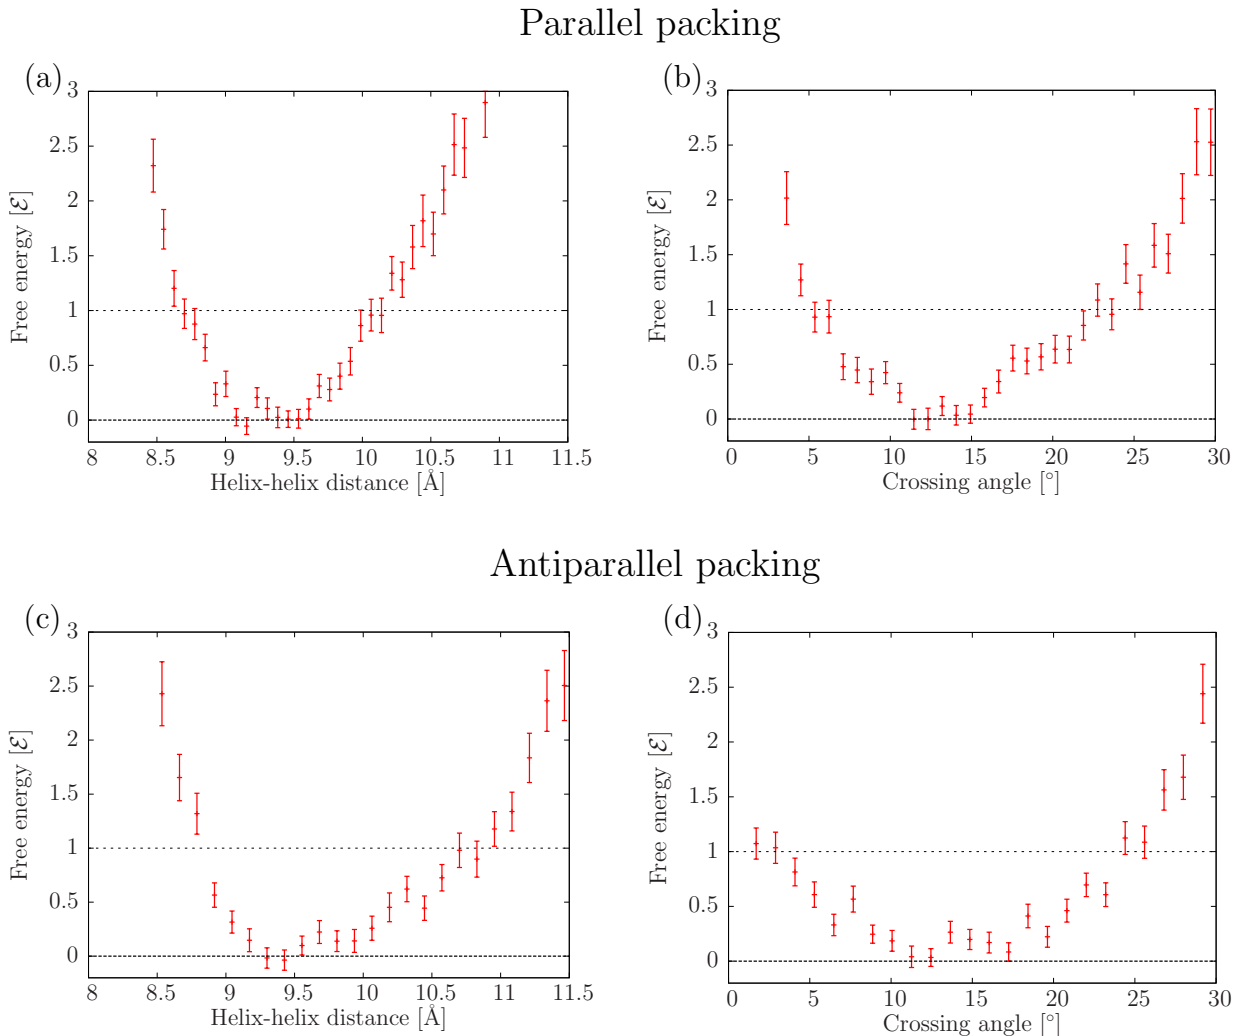 Parallel packing
(a)
Free energy [ℰ]
3
2.5
2
1.5
1
0.5
0
8 8.5 9 9.5 10 10.5 11 11.5
Helix-helix distance [Å]
(b)
Free energy [ℰ]
3
2.5
2
1.5
1
0.5
0
0 5 10 15 20 25 30
Crossing angle [°]
Antiparallel packing
(c)
Free energy [ℰ]
3
2.5
2
1.5
1
0.5
0
8 8.5 9 9.5 10 10.5 11 11.5
Helix-helix distance [Å]
(d)
Free energy [ℰ]
3
2.5
2
1.5
1
0.5
0
0 5 10 15 20 25 30
Crossing angle [°]